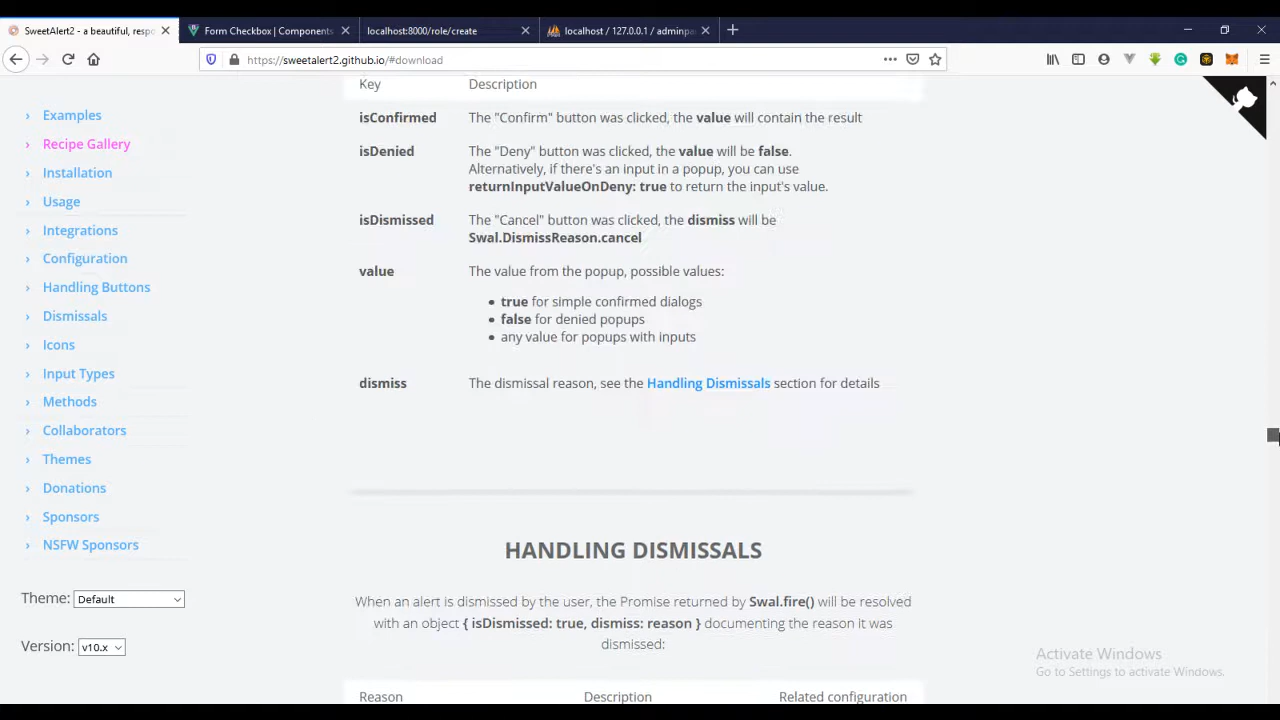 SweetAlert2 - a beautiful, respo
Form Checkbox | Components
localhost:8000/role/create
localhost / 127.0.0.1 / adminpa
https://sweetalert2.github.io/#download
Examples
Recipe Gallery
Installation
Usage
Integrations
Configuration
Handling Buttons
Dismissals
Icons
Input Types
Methods
Collaborators
Themes
Donations
Sponsors
NSFW Sponsors
Theme: Default
Version: v10.x
Key Description
isConfirmed The "Confirm" button was clicked, the value will contain the result
isDenied The "Deny" button was clicked, the value will be false.
Alternatively, if there's an input in a popup, you can use
returnInputValueOnDeny: true to return the input's value.
isDismissed The "Cancel" button was clicked, the dismiss will be
Swal.DismissReason.cancel
value The value from the popup, possible values:
• true for simple confirmed dialogs
• false for denied popups
• any value for popups with inputs
dismiss The dismissal reason, see the Handling Dismissals section for details
HANDLING DISMISSALS
When an alert is dismissed by the user, the Promise returned by Swal.fire() will be resolved
with an object { isDismissed: true, dismiss: reason } documenting the reason it was
dismissed:
Reason Description Related configuration
Activate Windows
Go to Settings to activate Windows.